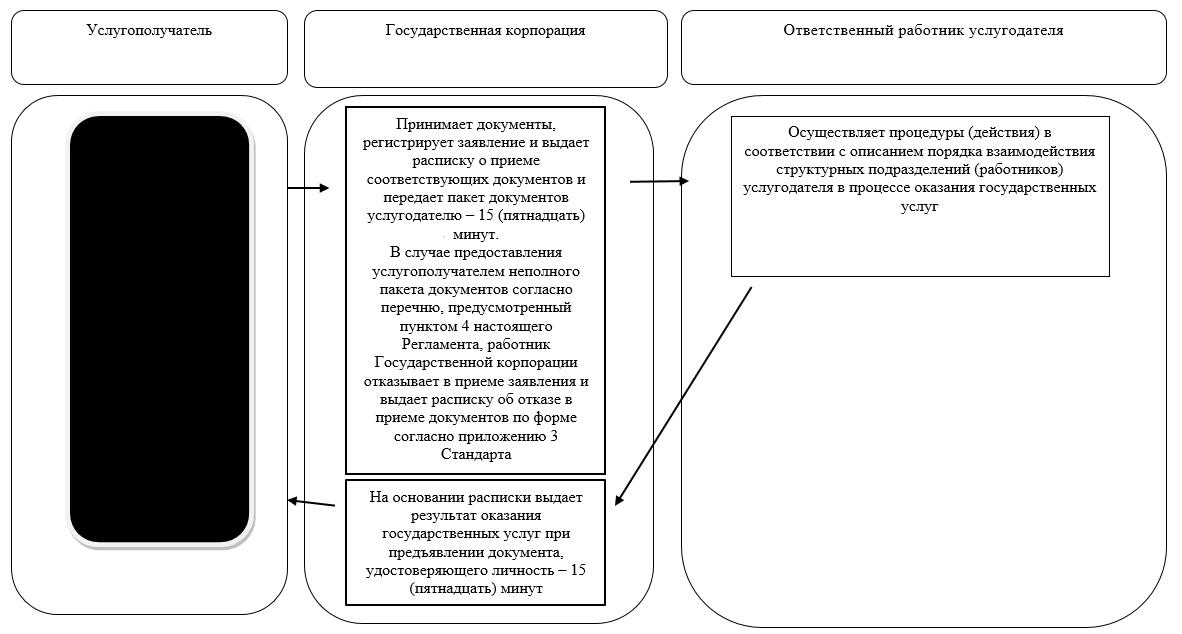 Услугополучатель
Государственная корпорация
Ответственный работник услугодателя
Принимает документы,
регистрирует заявление и выдает
расписку о приеме
соответствующих документов и
передает пакет документов
услугодателю – 15 (пятнадцать)
минут.
В случае предоставления
услугополучателем неполного
пакета документов согласно
перечню, предусмотренный
пунктом 4 настоящего
Регламента, работник
Государственной корпорации
отказывает в приеме заявления и
выдает расписку об отказе в
приеме документов по форме
согласно приложению 3
Стандарта
На основании расписки выдает
результат оказания
государственных услуг при
предъявлении документа,
удостоверяющего личность – 15
(пятнадцать) минут
Осуществляет процедуры (действия) в
соответствии с описанием порядка взаимодействия
структурных подразделений (работников)
услугодателя в процессе оказания государственных
услуг